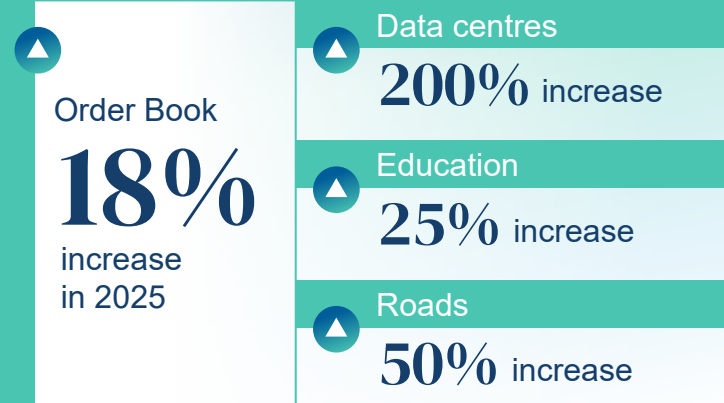 Order Book
18%
increase
in 2025
Data centres
200% increase
Education
25% increase
Roads
50% increase